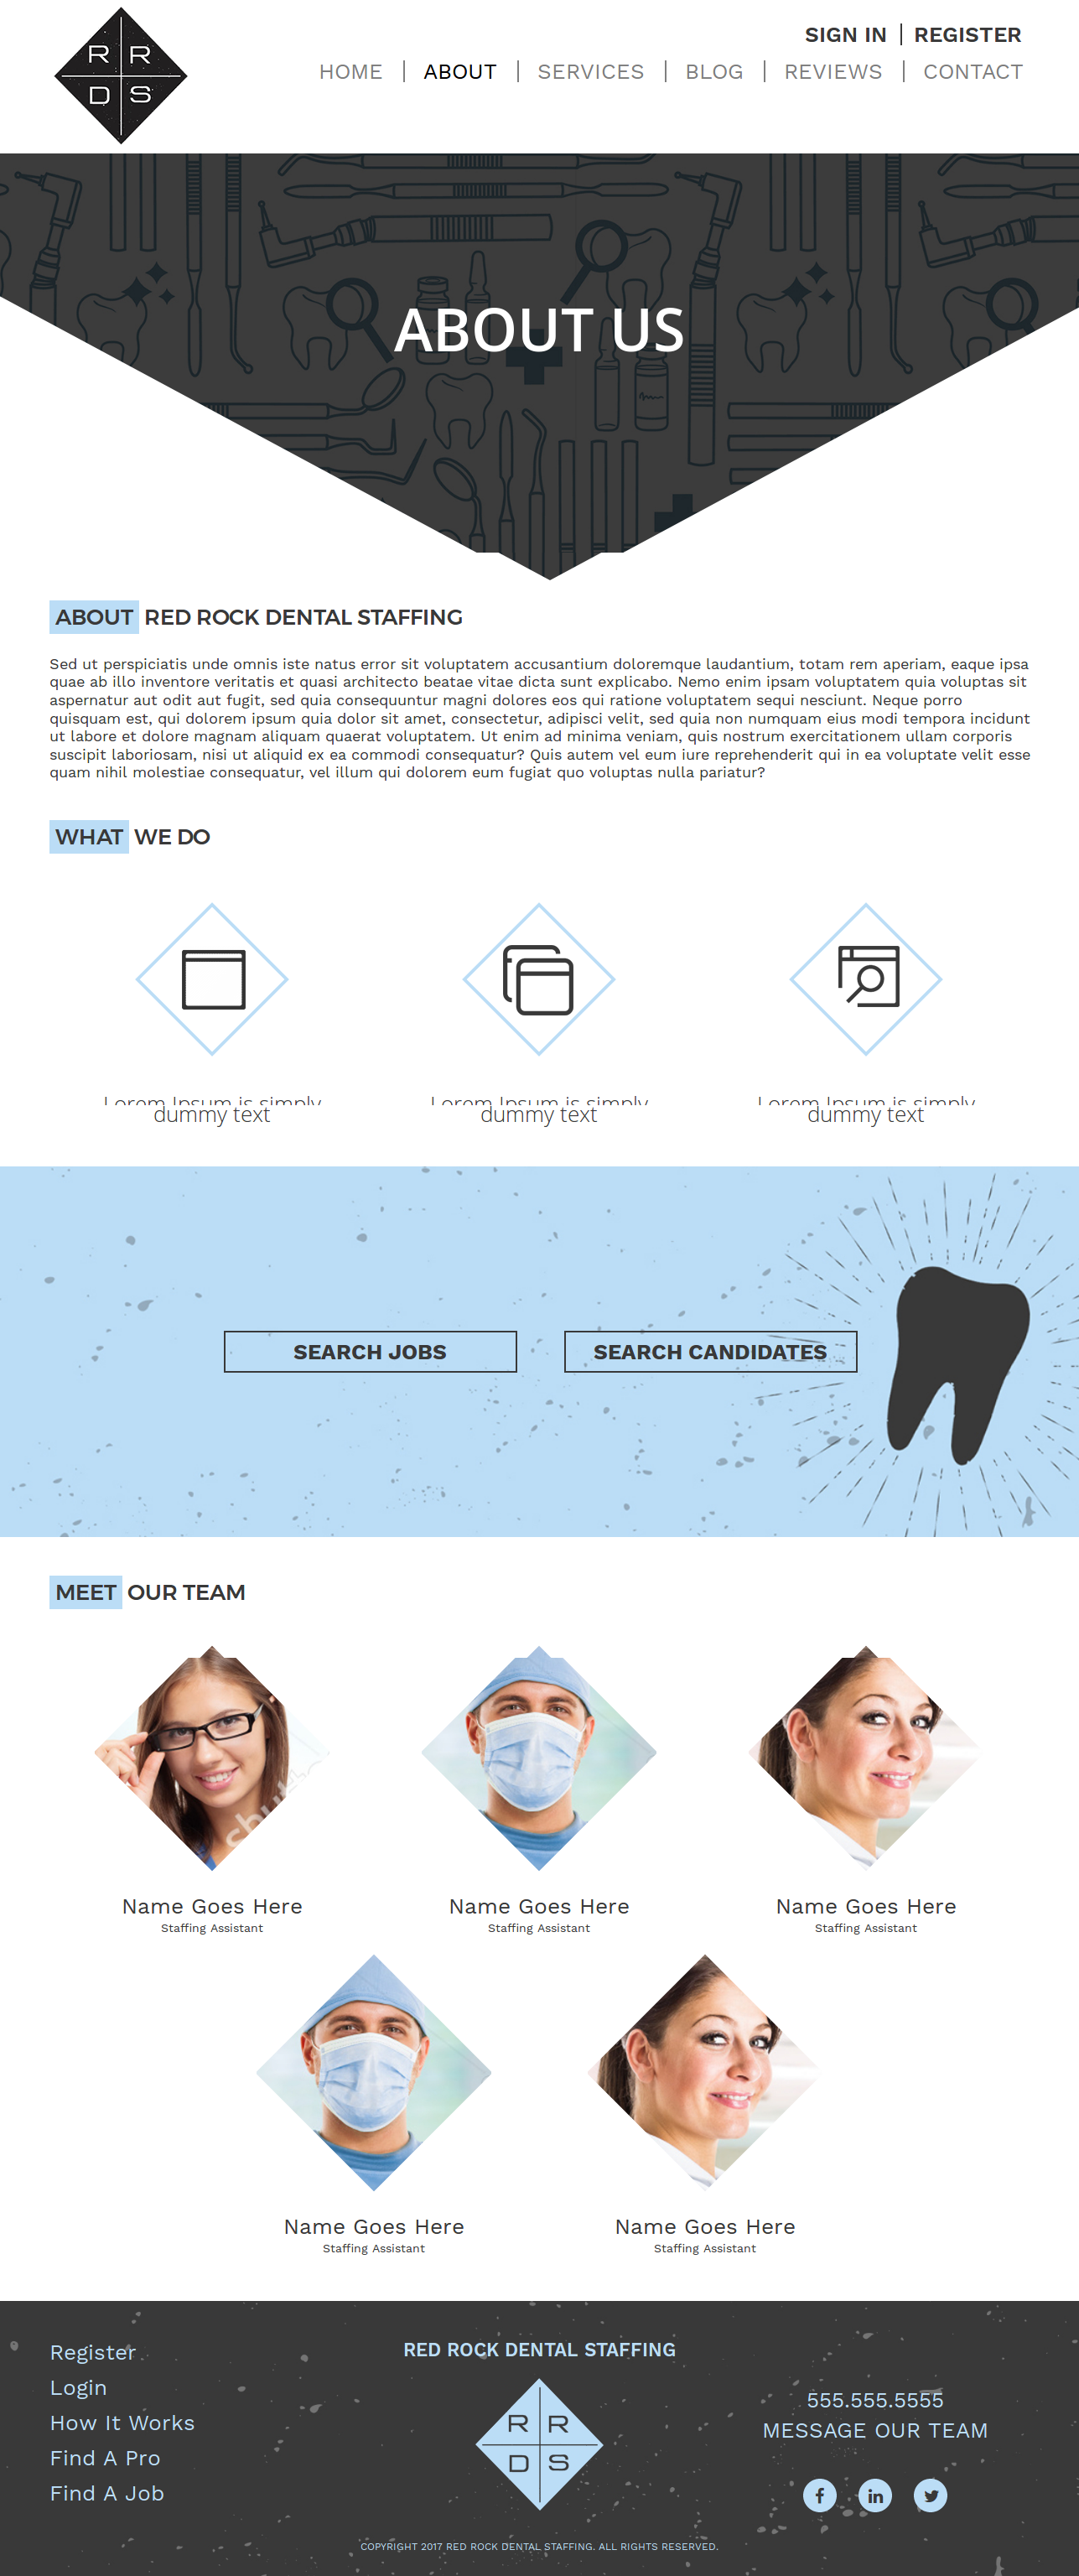 R R
D S
SIGN IN | REGISTER
HOME | ABOUT | SERVICES | BLOG | REVIEWS | CONTACT
ABOUT US
ABOUT RED ROCK DENTAL STAFFING
Sed ut perspiciatis unde omnis iste natus error sit voluptatem accusantium doloremque laudantium, totam rem aperiam, eaque ipsa
quae ab illo inventore veritatis et quasi architecto beatae vitae dicta sunt explicabo. Nemo enim ipsam voluptatem quia voluptas sit
aspernatur aut odit aut fugit, sed quia consequuntur magni dolores eos qui ratione voluptatem sequi nesciunt. Neque porro
quisquam est, qui dolorem ipsum quia dolor sit amet, consectetur, adipisci velit, sed quia non numquam eius modi tempora incidunt
ut labore et dolore magnam aliquam quaerat voluptatem. Ut enim ad minima veniam, quis nostrum exercitationem ullam corporis
suscipit laboriosam, nisi ut aliquid ex ea commodi consequatur? Quis autem vel eum iure reprehenderit qui in ea voluptate velit esse
quam nihil molestiae consequatur, vel illum qui dolorem eum fugiat quo voluptas nulla pariatur?
WHAT WE DO
Lorem Ipsum is simply
dummy text
Lorem Ipsum is simply
dummy text
Lorem Ipsum is simply
dummy text
SEARCH JOBS
SEARCH CANDIDATES
MEET OUR TEAM
Name Goes Here
Staffing Assistant
Name Goes Here
Staffing Assistant
Name Goes Here
Staffing Assistant
Name Goes Here
Staffing Assistant
Name Goes Here
Staffing Assistant
Register
Login
How It Works
Find A Pro
Find A Job
RED ROCK DENTAL STAFFING
R R
D S
555.555.5555
MESSAGE OUR TEAM
COPYRIGHT 2017 RED ROCK DENTAL STAFFING. ALL RIGHTS RESERVED.